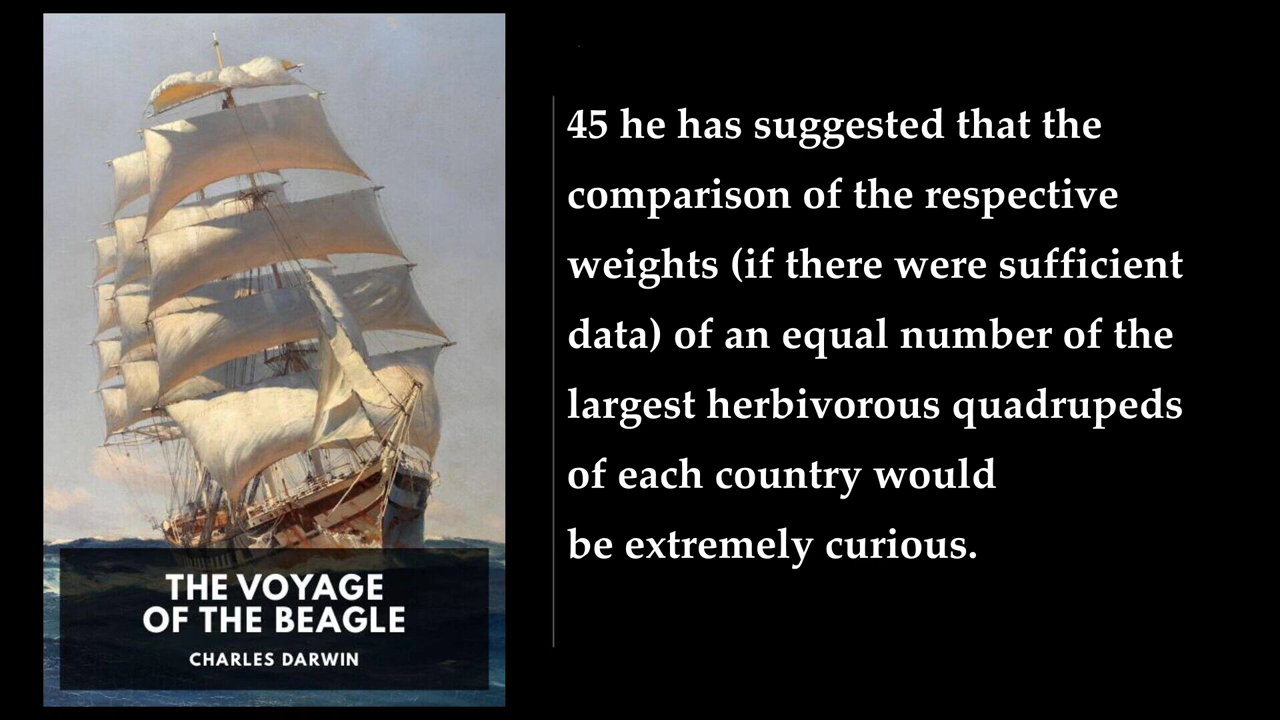 THE VOYAGE
OF THE BEAGLE
CHARLES DARWIN
45 he has suggested that the
comparison of the respective
weights (if there were sufficient
data) of an equal number of the
largest herbivorous quadrupeds
of each country would
be extremely curious.